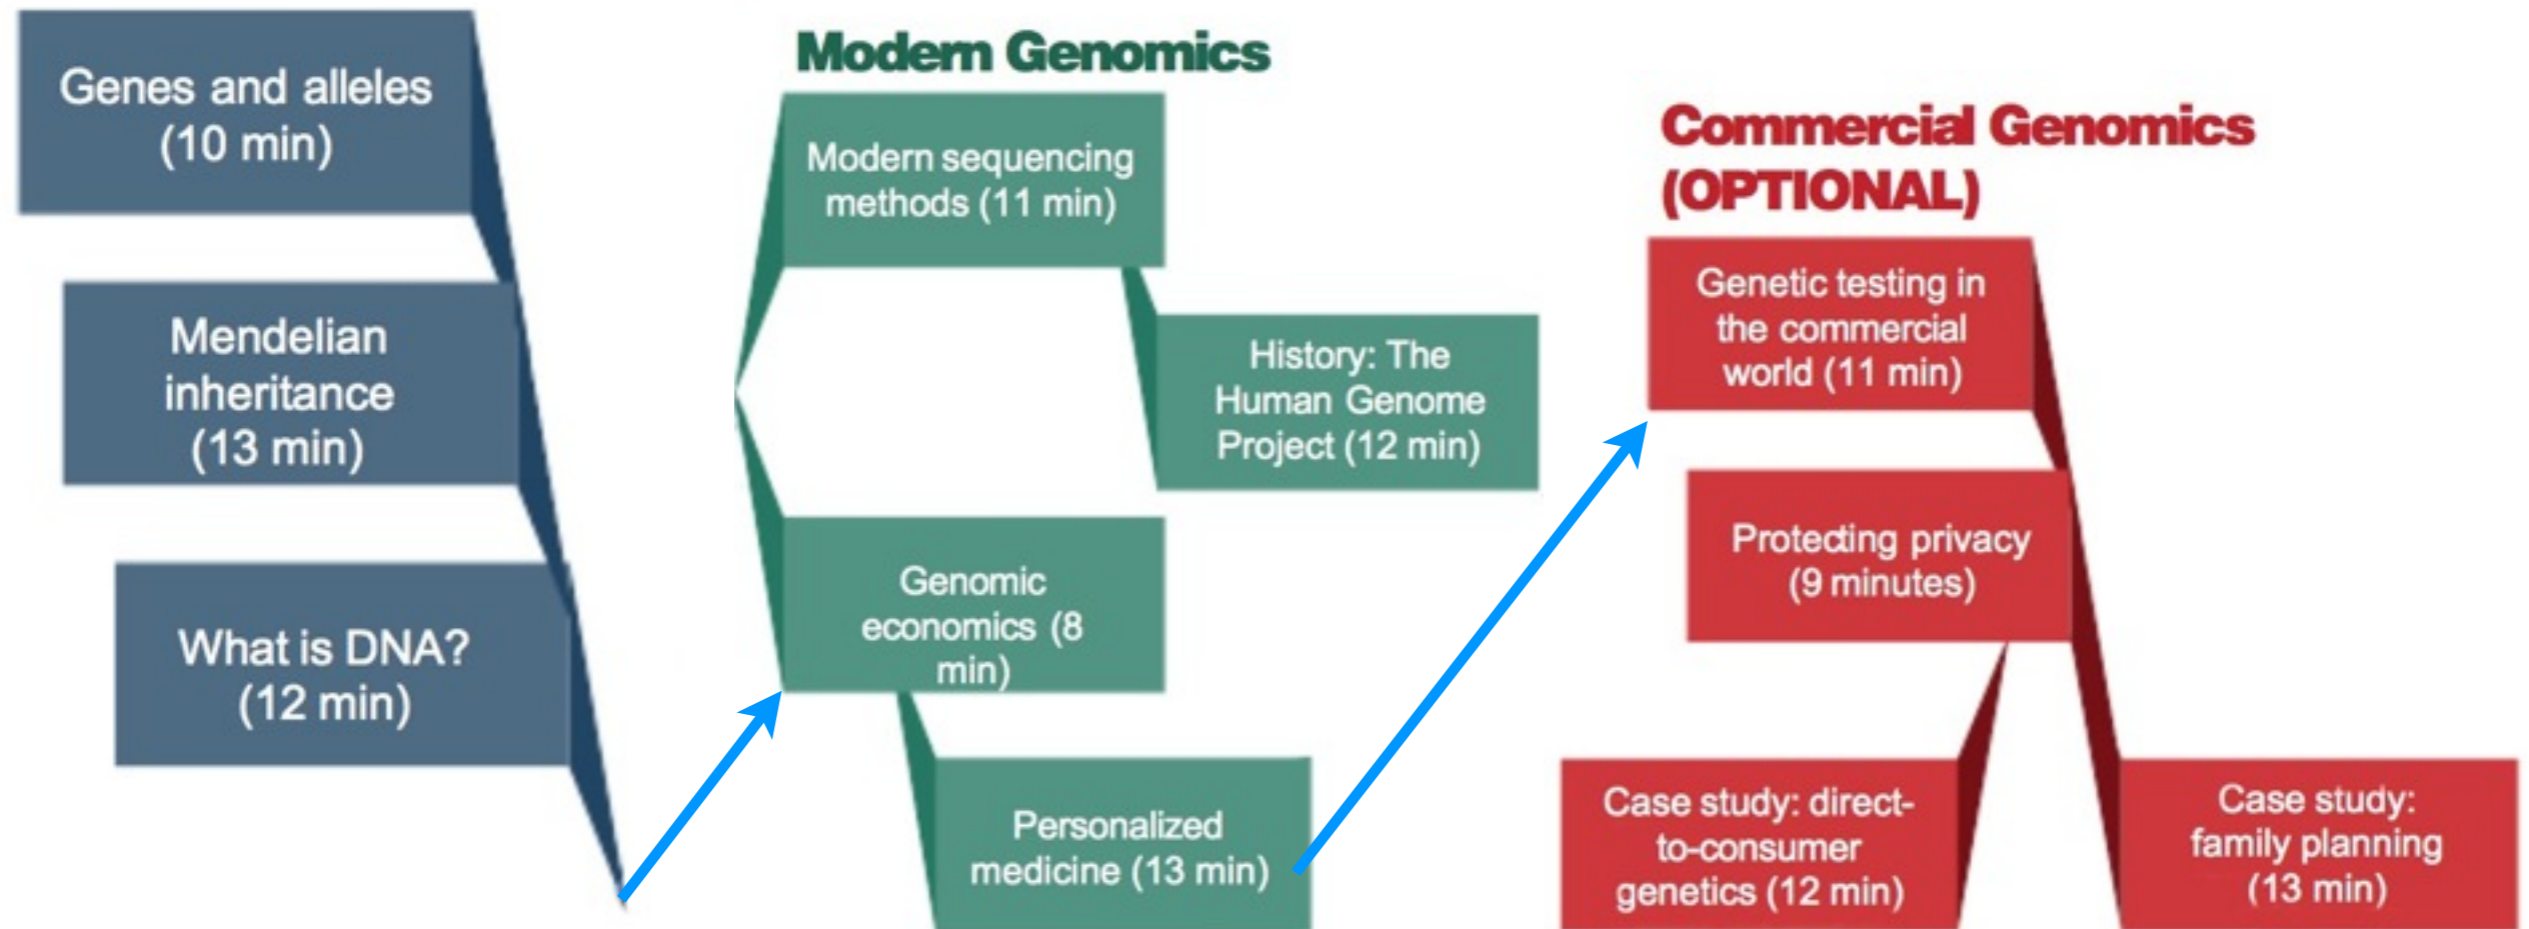 Genes and alleles
(10 min)
Mendelian
inheritance
(13 min)
What is DNA?
(12 min)
Modern Genomics
Modern sequencing
methods (11 min)
History: The
Human Genome
Project (12 min)
Genomic
economics (8
min)
Personalized
medicine (13 min)
Commercial Genomics
(OPTIONAL)
Genetic testing in
the commercial
world (11 min)
Protecting privacy
(9 minutes)
Case study: direct-
to-consumer
genetics (12 min)
Case study:
family planning
(13 min)